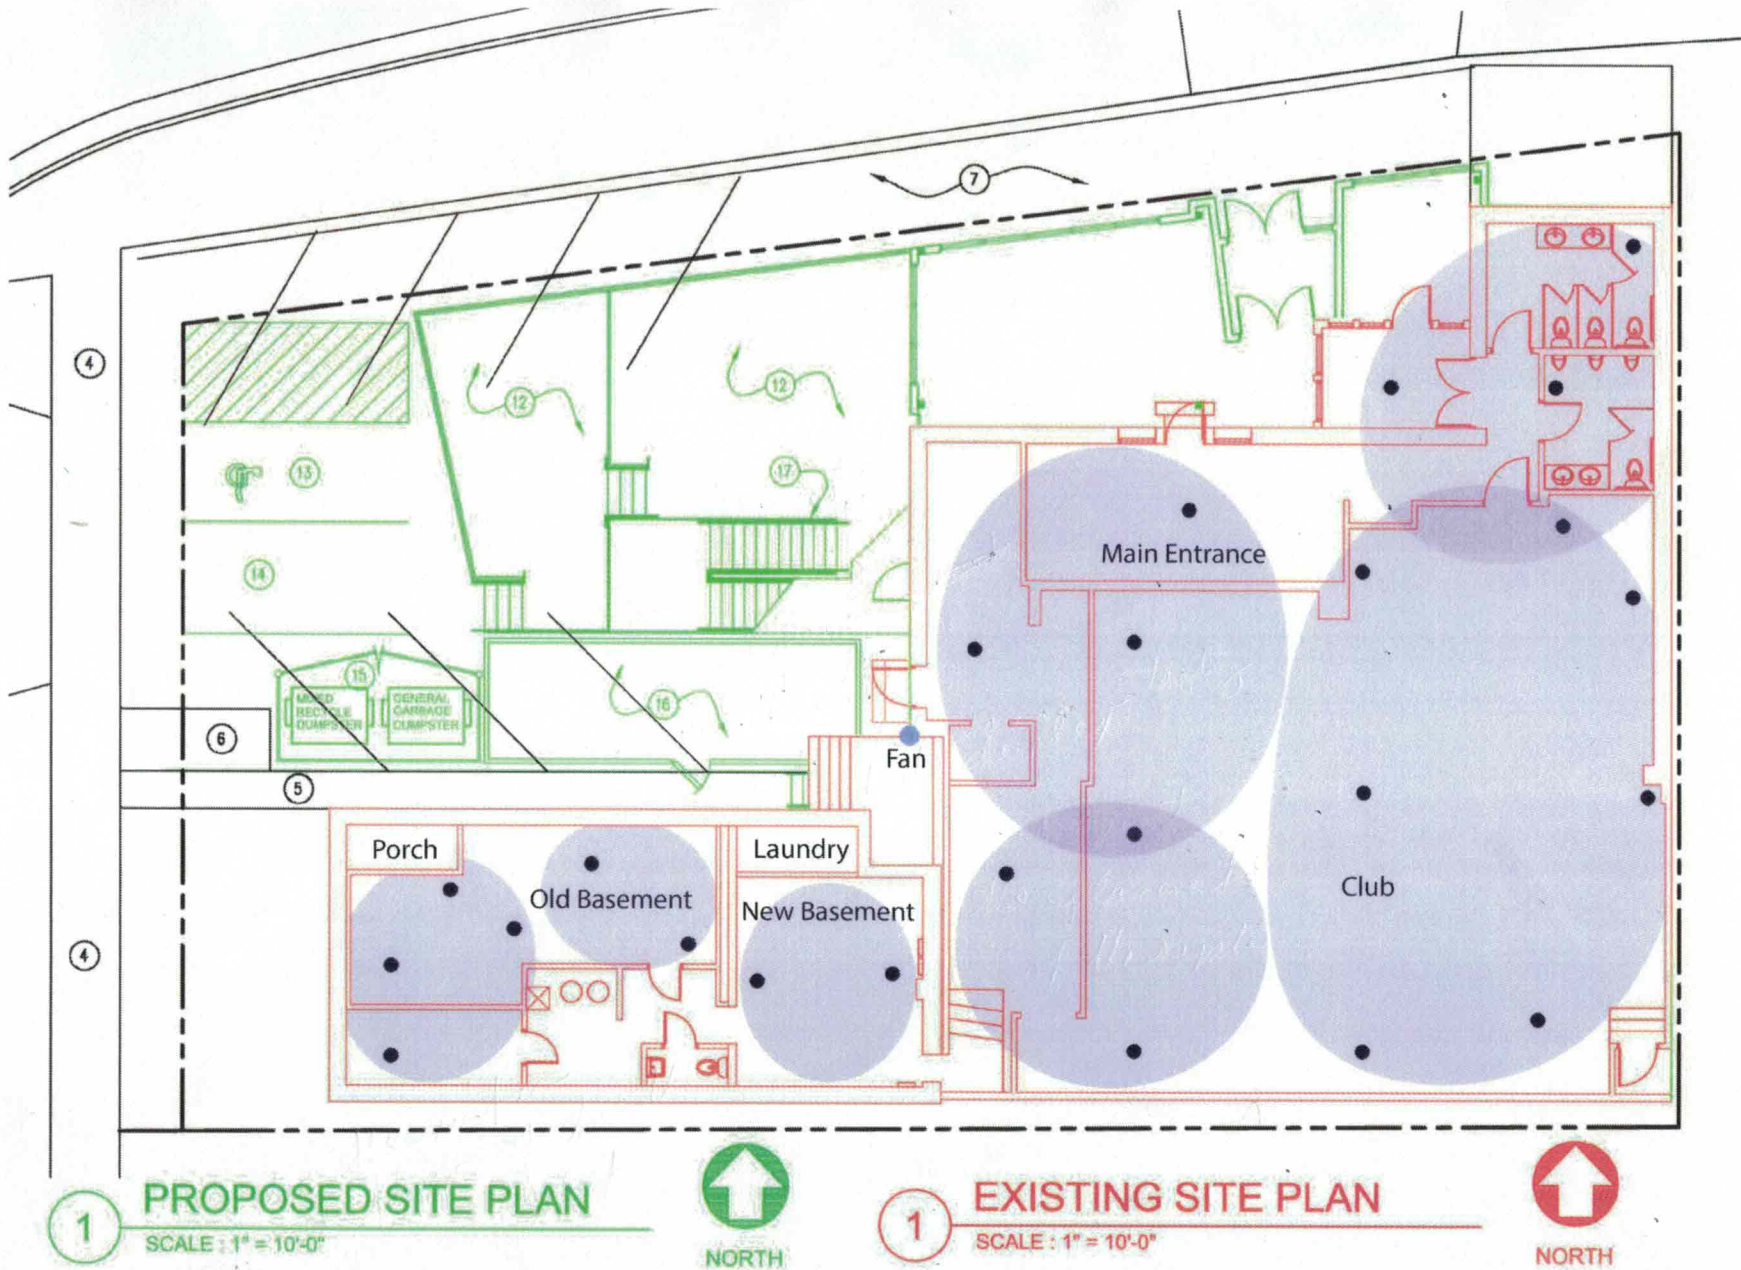 7
4
12
12
13
17
Main Entrance
14
15
MIXED
RECYCLE
DUMPSTER
GENERAL
GARBAGE
DUMPSTER
16
6
Fan
5
Porch
Laundry
Old Basement
New Basement
Club
4
1
PROPOSED SITE PLAN
SCALE : 1" = 10'-0"
NORTH
1
EXISTING SITE PLAN
SCALE : 1" = 10'-0"
NORTH